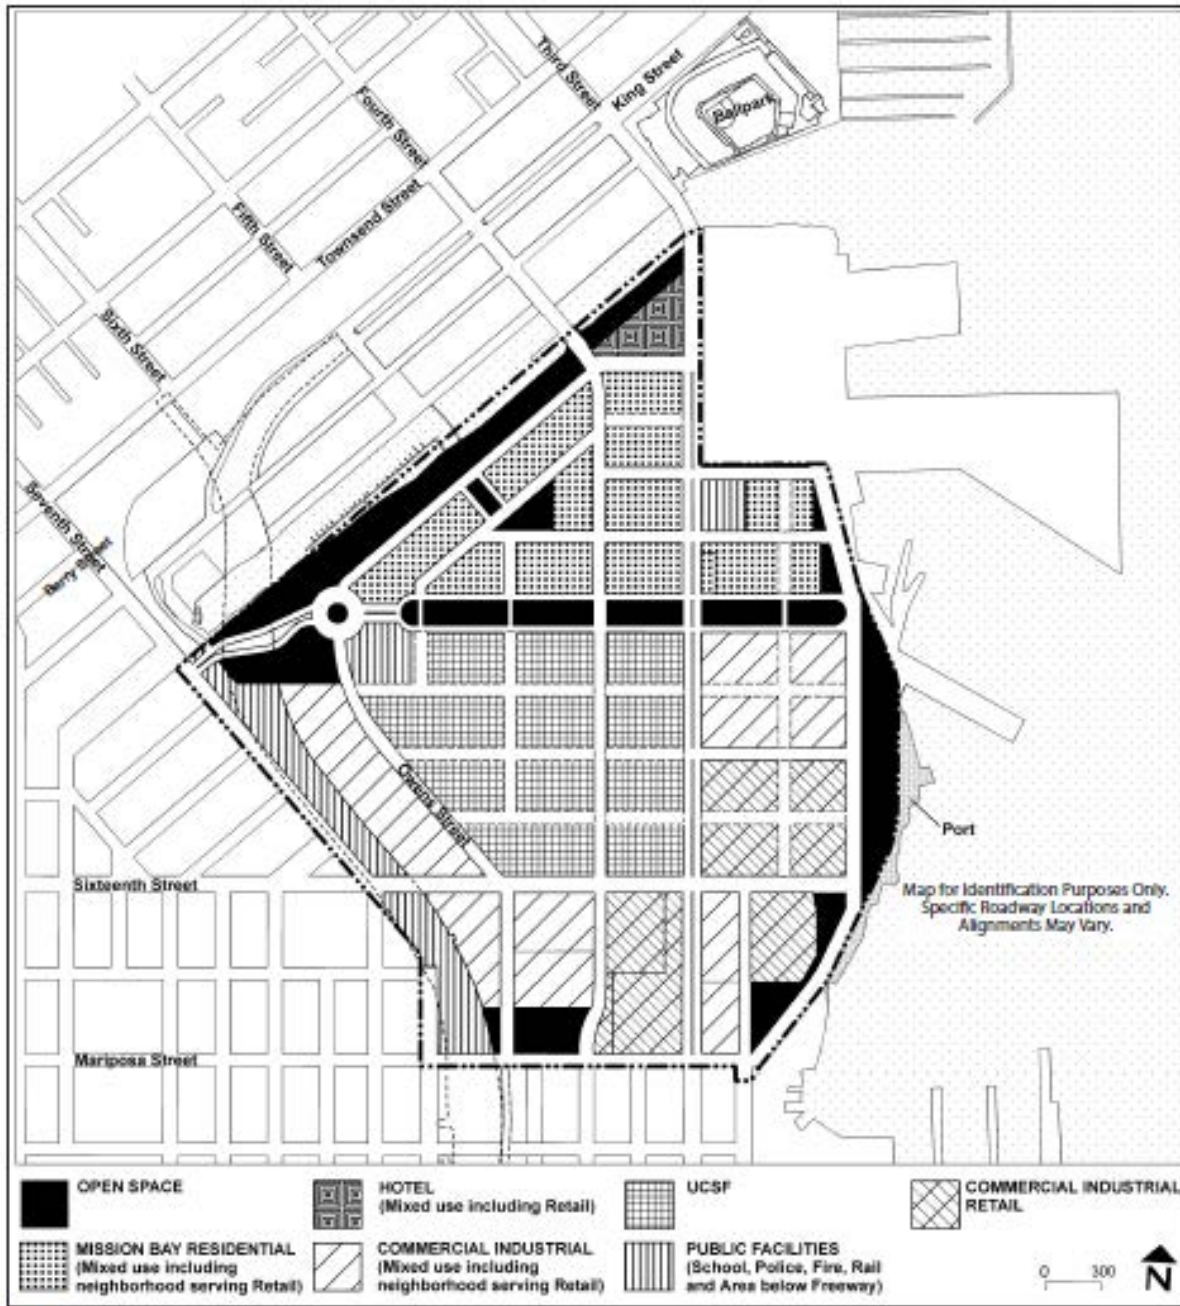 Third Street
King Street
Ballpark
Fourth Street
Townsend Street
Fifth Street
Sixth Street
Seventh Street
Berry Street
Owens Street
Port
Sixteenth Street
Map for Identification Purposes Only.
Specific Roadway Locations and
Alignments May Vary.
Mariposa Street
OPEN SPACE
HOTEL
(Mixed use including Retail)
UCSF
COMMERCIAL INDUSTRIAL
RETAIL
MISSION BAY RESIDENTIAL
(Mixed use including
neighborhood serving Retail)
COMMERCIAL INDUSTRIAL
(Mixed use including
neighborhood serving Retail)
PUBLIC FACILITIES
(School, Police, Fire, Rail
and Area below Freeway)
0 300
N